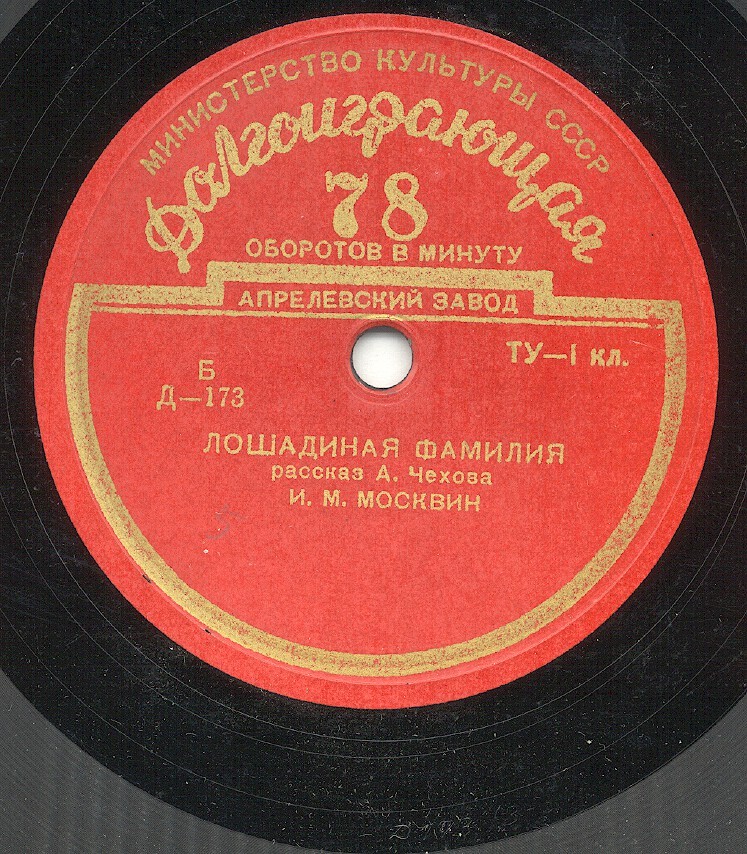 МИНИСТЕРСТВО КУЛЬТУРЫ СССР
Долгоиграющая
78
ОБОРОТОВ В МИНУТУ
АПРЕЛЕВСКИЙ ЗАВОД
ТУ—I кл.
Б
Д—173
ЛОШАДИНАЯ ФАМИЛИЯ
рассказ А. Чехова
И. М. МОСКВИН